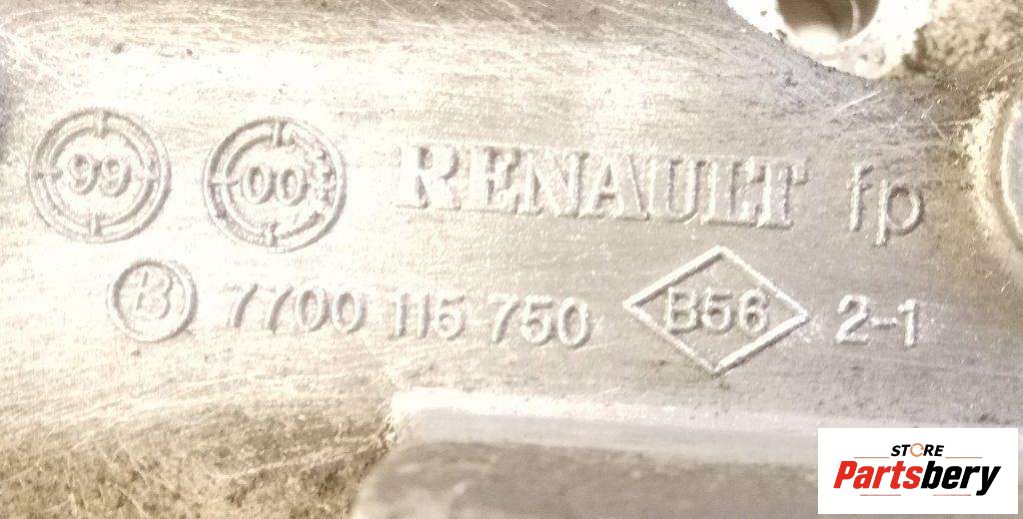 99 00 RENAULT fp
B 7700 115 750 B56 2-1
STORE
Partsbery